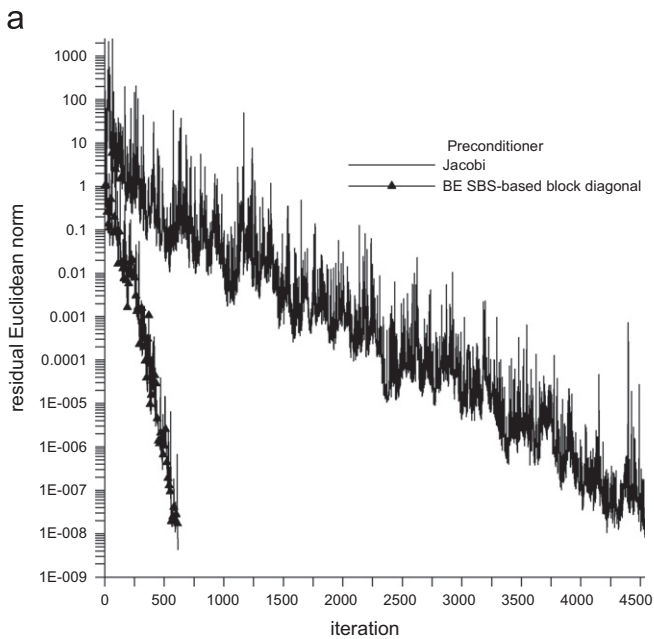 a
1000
100
10
1
0.1
0.01
0.001
0.0001
1E-005
1E-006
1E-007
1E-008
1E-009
residual Euclidean norm
Preconditioner
Jacobi
BE SBS-based block diagonal
0 500 1000 1500 2000 2500 3000 3500 4000 4500
iteration